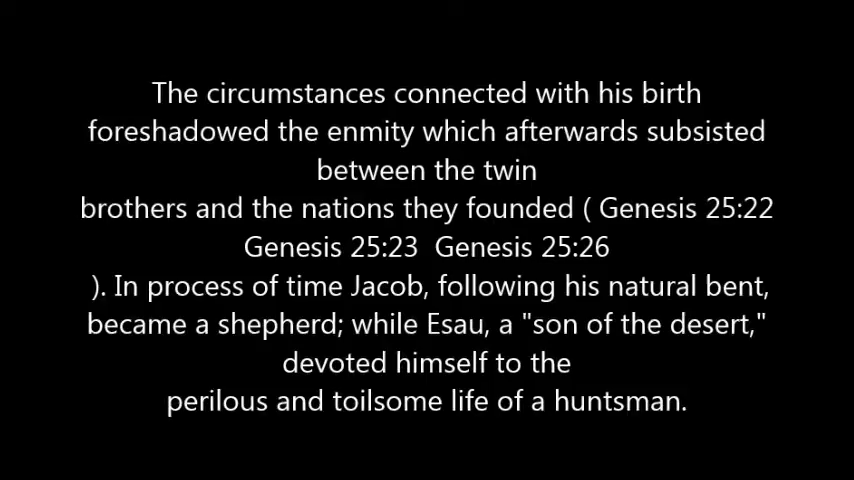 The circumstances connected with his birth
foreshadowed the enmity which afterwards subsisted
between the twin
brothers and the nations they founded ( Genesis 25:22
Genesis 25:23  Genesis 25:26
). In process of time Jacob, following his natural bent,
became a shepherd; while Esau, a "son of the desert,"
devoted himself to the
perilous and toilsome life of a huntsman.